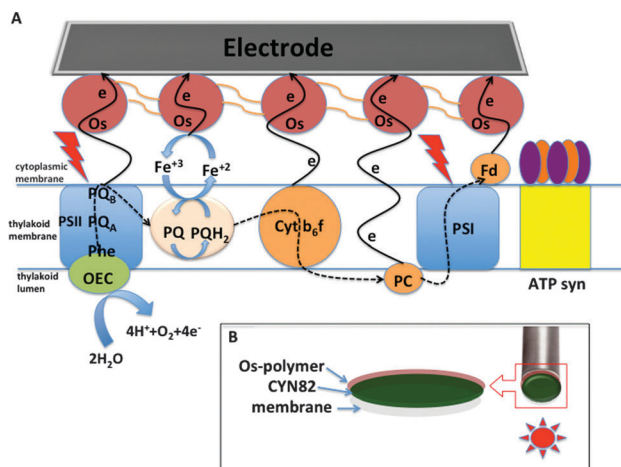 A
Electrode
e
e
e
e
e
Os
Os
Os
Os
Os
cytoplasmic
membrane
Fe+3
Fe+2
e
Fd
PQB
thylakoid
membrane
PSII
PQA
PQ
PQH2
Cyt b6f
PSI
Phe
e
thylakoid
lumen
OEC
PC
ATP syn
4H++O2+4e-
2H2O
B
Os-polymer
CYN82
membrane